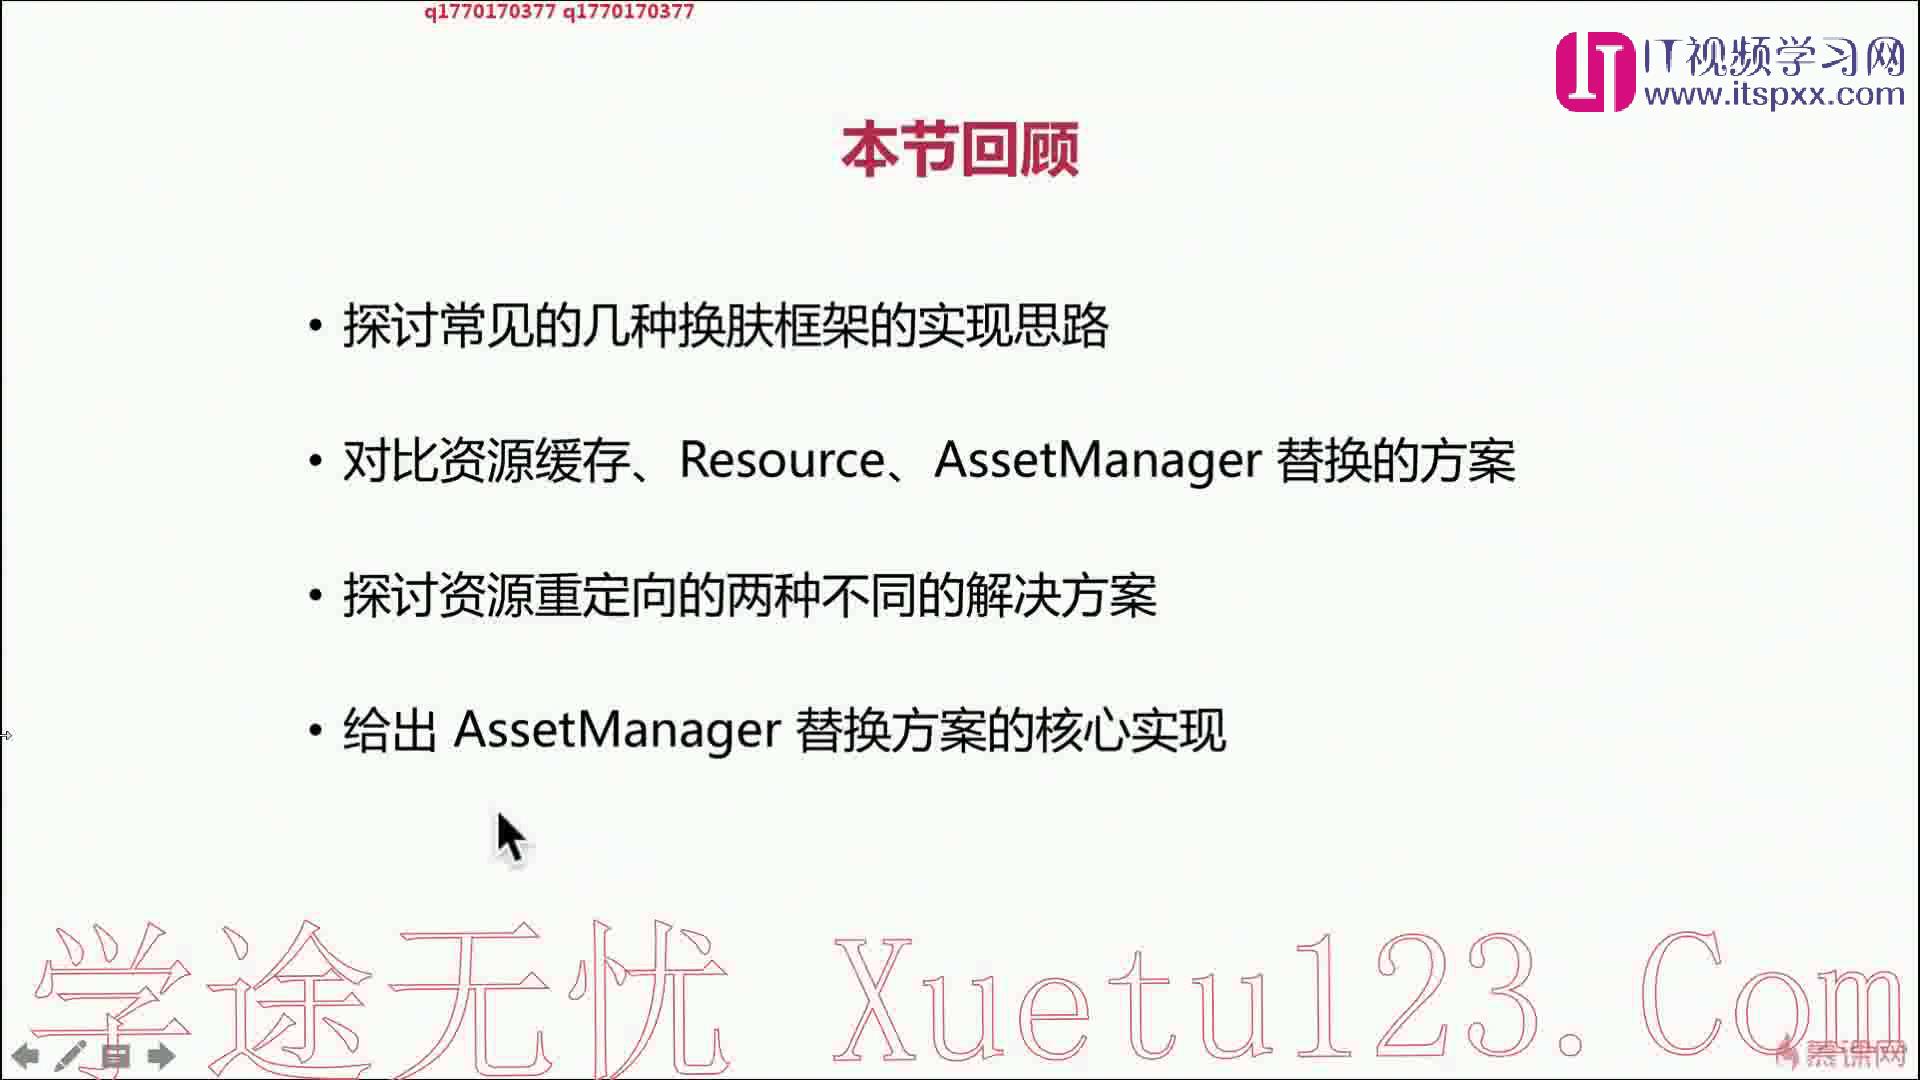 q1770170377 q1770170377
IT视频学习网
www.itspxx.com
本节回顾
• 探讨常见的几种换肤框架的实现思路
• 对比资源缓存、Resource、AssetManager 替换的方案
• 探讨资源重定向的两种不同的解决方案
• 给出 AssetManager 替换方案的核心实现
学途无忧 Xuetu123.Com
慕课网